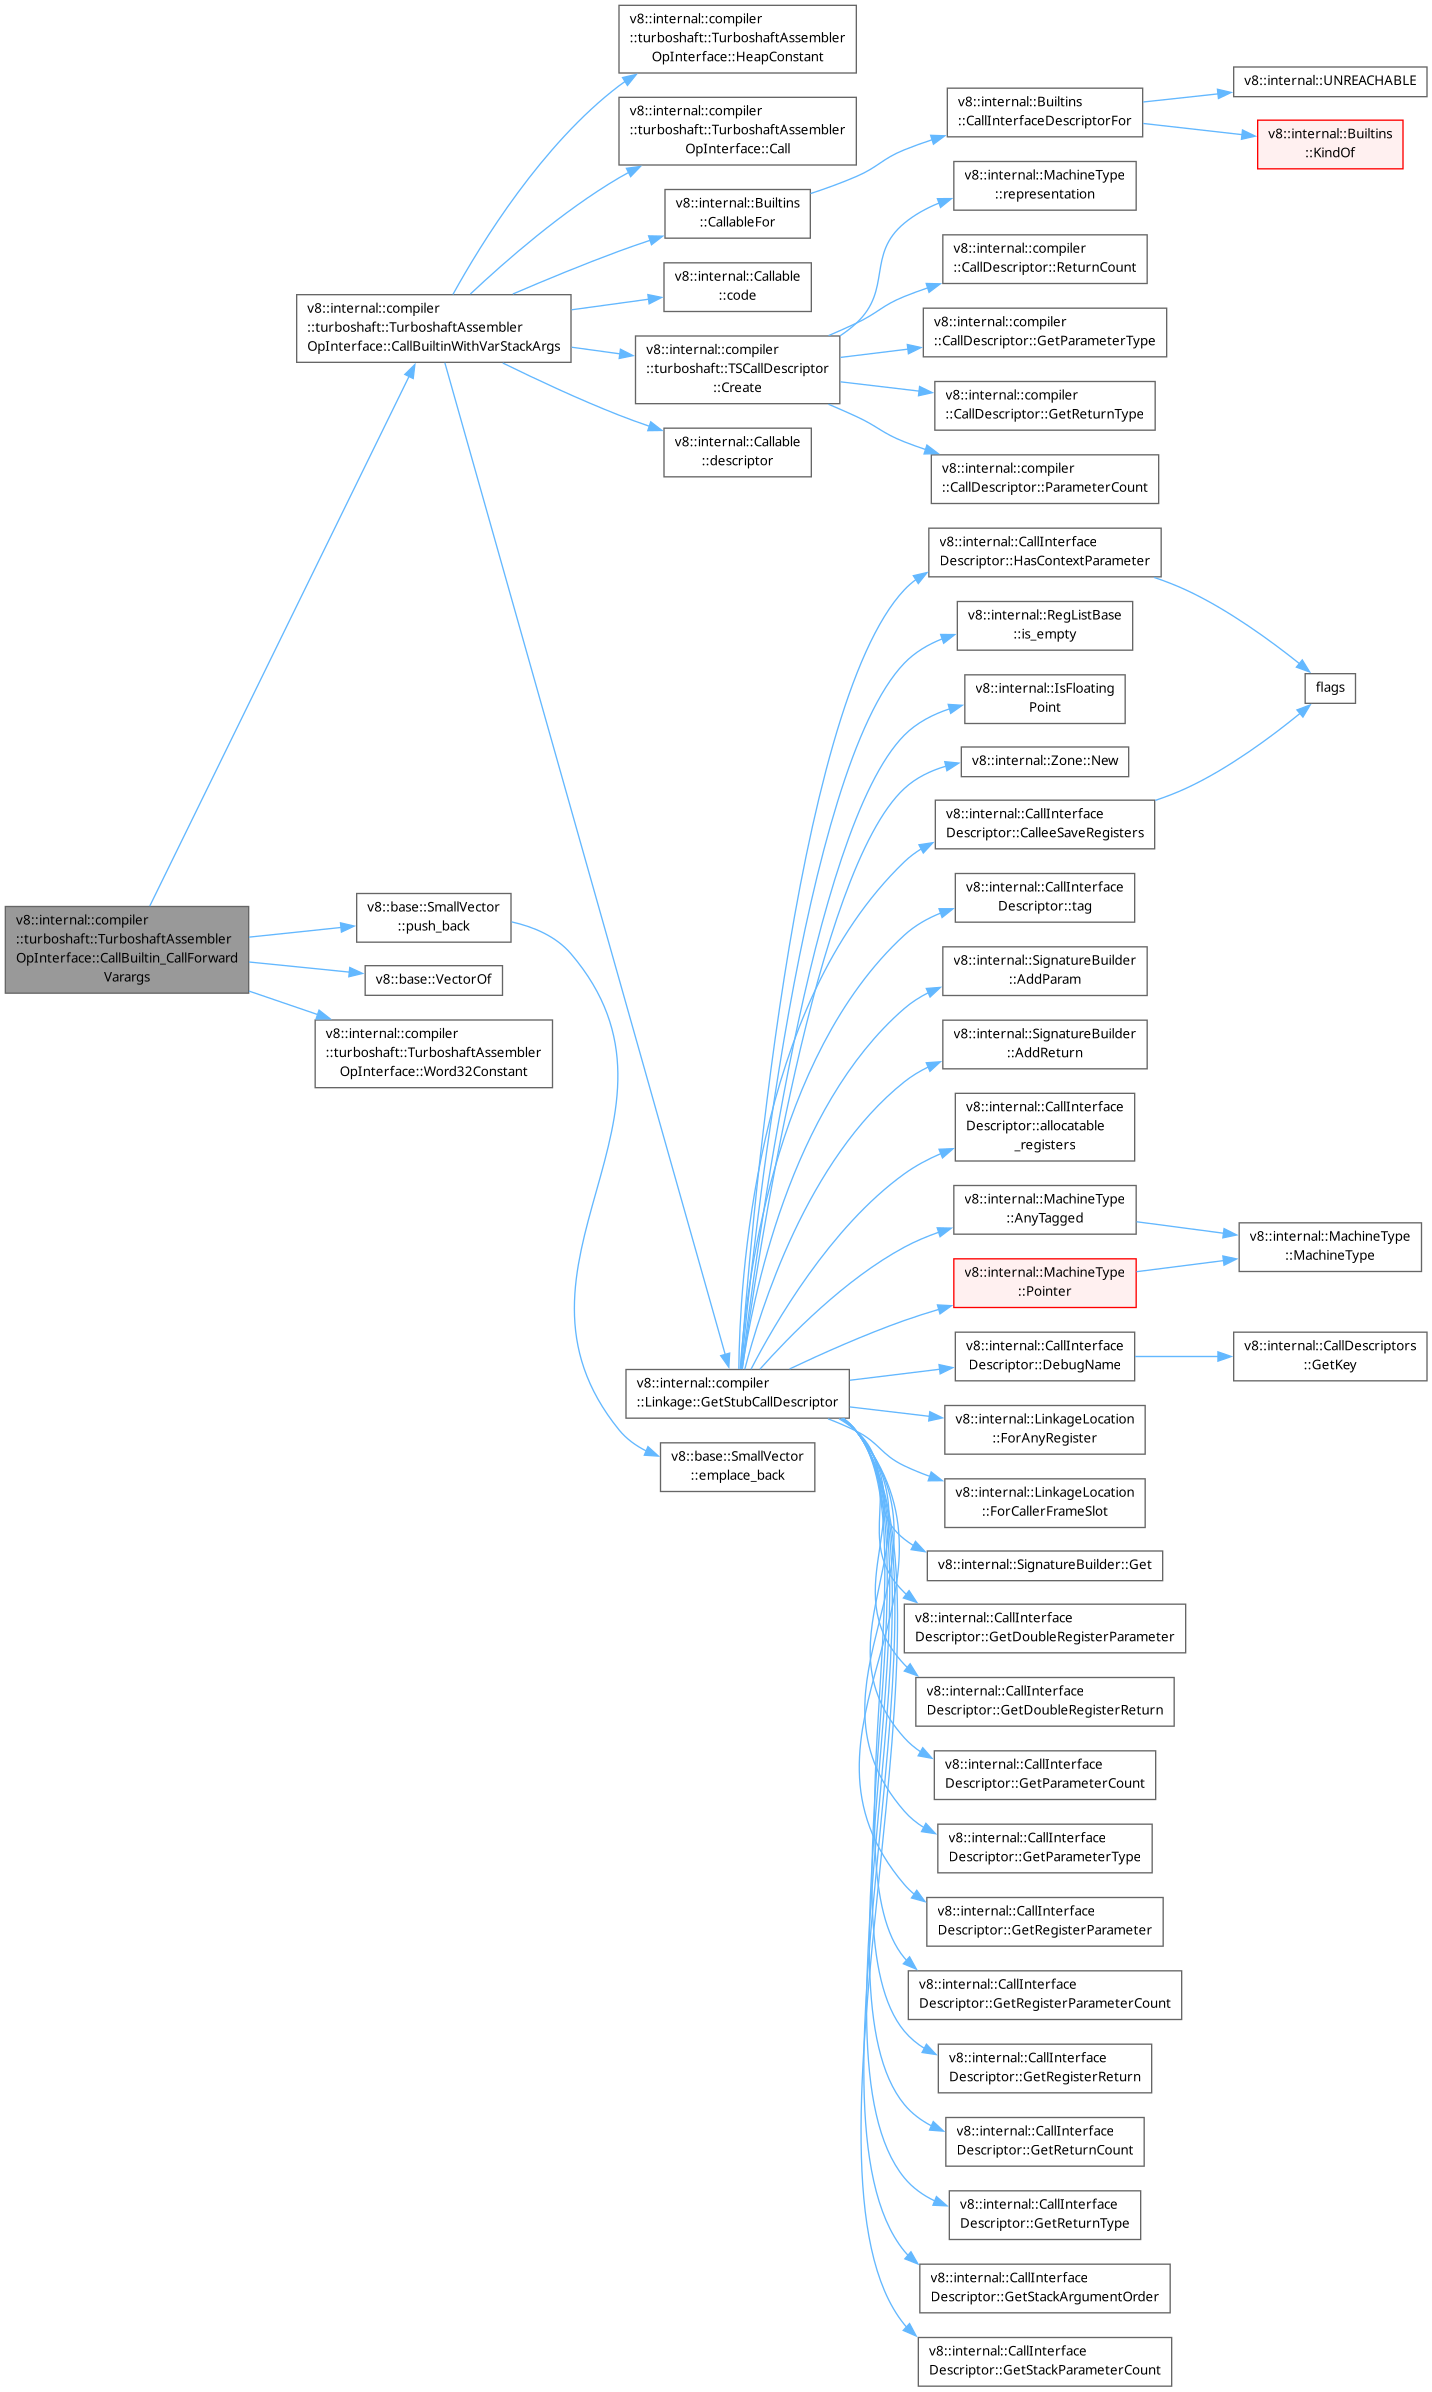 v8::internal::compiler
::turboshaft::TurboshaftAssembler
OpInterface::CallBuiltin_CallForward
Varargs
v8::internal::compiler
::turboshaft::TurboshaftAssembler
OpInterface::CallBuiltinWithVarStackArgs
v8::base::SmallVector
::push_back
v8::base::VectorOf
v8::internal::compiler
::turboshaft::TurboshaftAssembler
OpInterface::Word32Constant
v8::internal::compiler
::turboshaft::TurboshaftAssembler
OpInterface::HeapConstant
v8::internal::compiler
::turboshaft::TurboshaftAssembler
OpInterface::Call
v8::internal::Builtins
::CallableFor
v8::internal::Callable
::code
v8::internal::compiler
::turboshaft::TSCallDescriptor
::Create
v8::internal::Callable
::descriptor
v8::internal::compiler
::Linkage::GetStubCallDescriptor
v8::base::SmallVector
::emplace_back
v8::internal::Builtins
::CallInterfaceDescriptorFor
v8::internal::MachineType
::representation
v8::internal::compiler
::CallDescriptor::ReturnCount
v8::internal::compiler
::CallDescriptor::GetParameterType
v8::internal::compiler
::CallDescriptor::GetReturnType
v8::internal::compiler
::CallDescriptor::ParameterCount
v8::internal::CallInterface
Descriptor::HasContextParameter
v8::internal::RegListBase
::is_empty
v8::internal::IsFloating
Point
v8::internal::Zone::New
v8::internal::CallInterface
Descriptor::CalleeSaveRegisters
v8::internal::CallInterface
Descriptor::tag
v8::internal::SignatureBuilder
::AddParam
v8::internal::SignatureBuilder
::AddReturn
v8::internal::CallInterface
Descriptor::allocatable
_registers
v8::internal::MachineType
::AnyTagged
v8::internal::MachineType
::Pointer
v8::internal::CallInterface
Descriptor::DebugName
v8::internal::LinkageLocation
::ForAnyRegister
v8::internal::LinkageLocation
::ForCallerFrameSlot
v8::internal::SignatureBuilder::Get
v8::internal::CallInterface
Descriptor::GetDoubleRegisterParameter
v8::internal::CallInterface
Descriptor::GetDoubleRegisterReturn
v8::internal::CallInterface
Descriptor::GetParameterCount
v8::internal::CallInterface
Descriptor::GetParameterType
v8::internal::CallInterface
Descriptor::GetRegisterParameter
v8::internal::CallInterface
Descriptor::GetRegisterParameterCount
v8::internal::CallInterface
Descriptor::GetRegisterReturn
v8::internal::CallInterface
Descriptor::GetReturnCount
v8::internal::CallInterface
Descriptor::GetReturnType
v8::internal::CallInterface
Descriptor::GetStackArgumentOrder
v8::internal::CallInterface
Descriptor::GetStackParameterCount
v8::internal::UNREACHABLE
v8::internal::Builtins
::KindOf
flags
v8::internal::MachineType
::MachineType
v8::internal::CallDescriptors
::GetKey